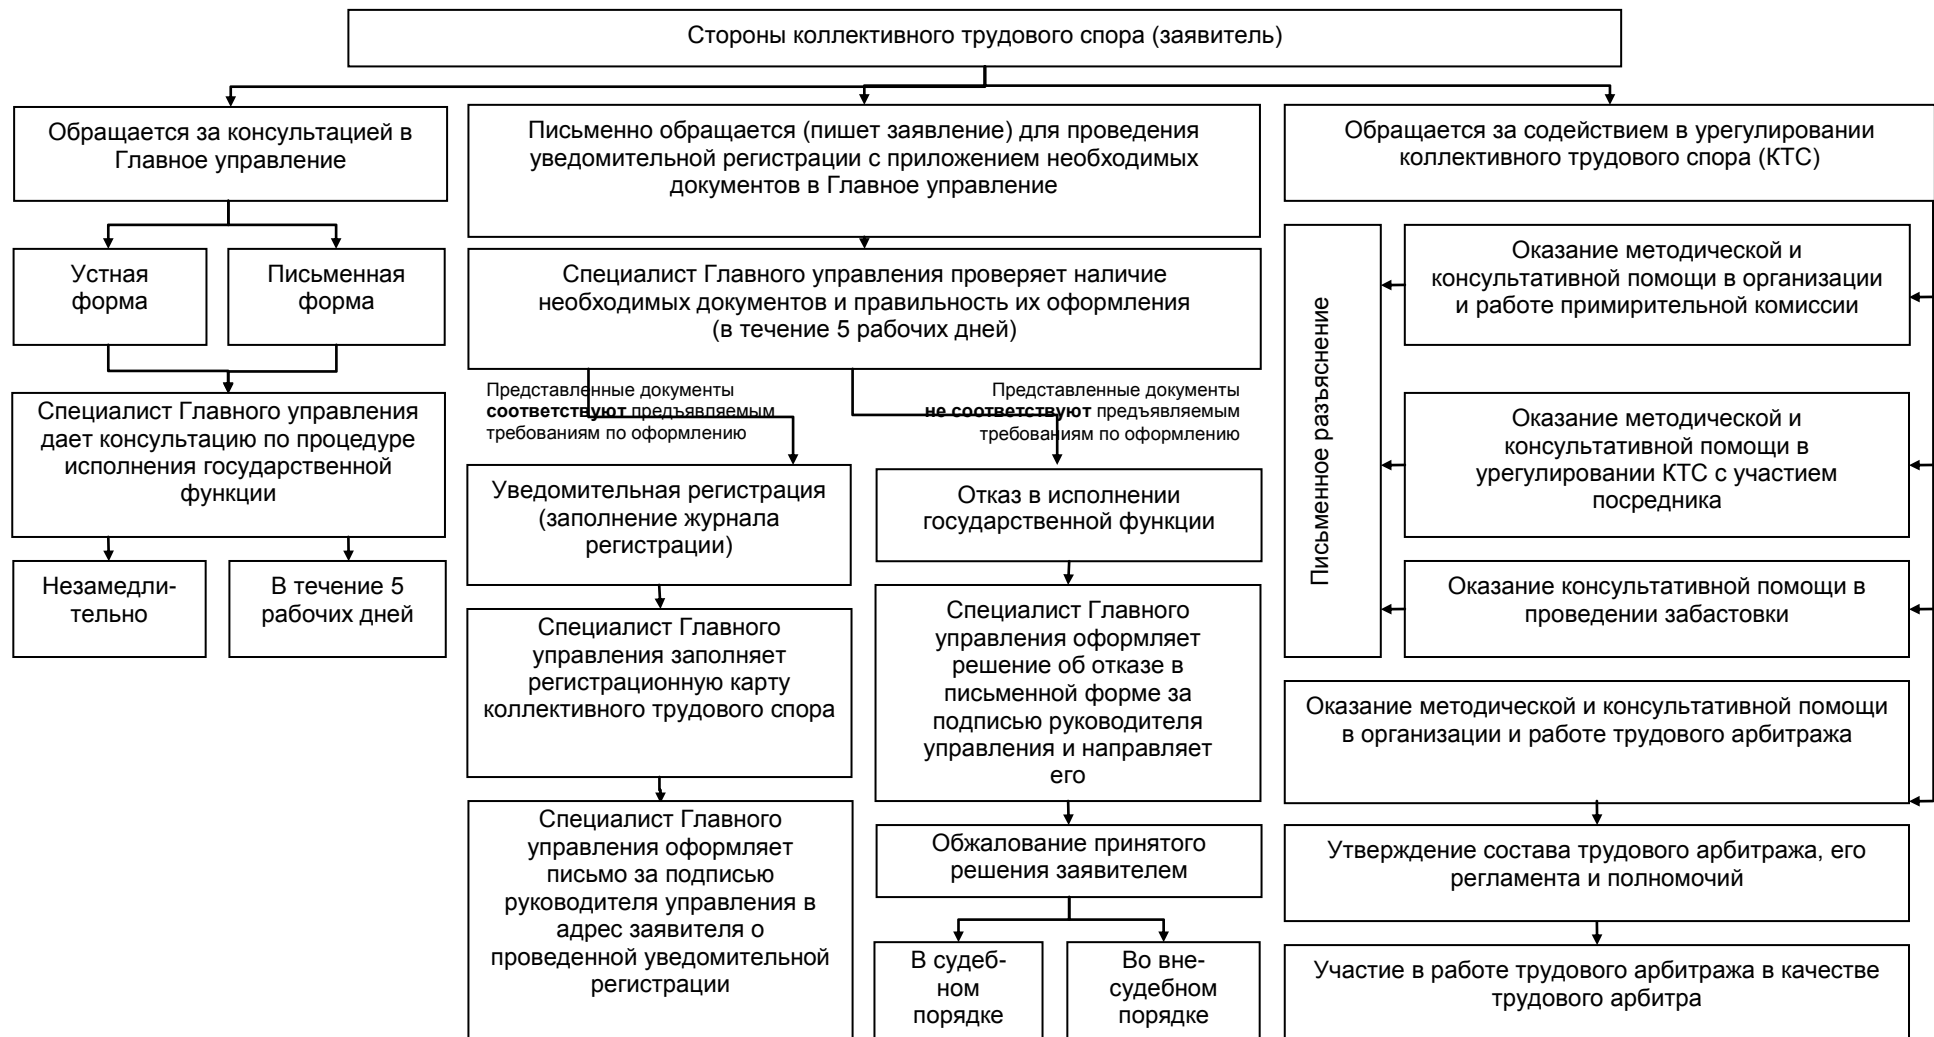 Стороны коллективного трудового спора (заявитель)
Обращается за консультацией в
Главное управление
Устная
форма
Письменная
форма
Специалист Главного управления
дает консультацию по процедуре
исполнения государственной
функции
Незамедли-
тельно
В течение 5
рабочих дней
Письменно обращается (пишет заявление) для проведения
уведомительной регистрации с приложением необходимых
документов в Главное управление
Специалист Главного управления проверяет наличие
необходимых документов и правильность их оформления
(в течение 5 рабочих дней)
Представленные документы
соответствуют предъявляемым
требованиям по оформлению
Представленные документы
не соответствуют предъявляемым
требованиям по оформлению
Уведомительная регистрация
(заполнение журнала
регистрации)
Специалист Главного
управления заполняет
регистрационную карту
коллективного трудового спора
Специалист Главного
управления оформляет
письмо за подписью
руководителя управления в
адрес заявителя о
проведенной уведомительной
регистрации
Отказ в исполнении
государственной функции
Специалист Главного
управления оформляет
решение об отказе в
письменной форме за
подписью руководителя
управления и направляет
его
Обжалование принятого
решения заявителем
В судеб-
ном
порядке
Во вне-
судебном
порядке
Обращается за содействием в урегулировании
коллективного трудового спора (КТС)
Письменное разъяснение
Оказание методической и
консультативной помощи в организации
и работе примирительной комиссии
Оказание методической и
консультативной помощи в
урегулировании КТС с участием
посредника
Оказание консультативной помощи в
проведении забастовки
Оказание методической и консультативной помощи
в организации и работе трудового арбитража
Утверждение состава трудового арбитража, его
регламента и полномочий
Участие в работе трудового арбитража в качестве
трудового арбитра